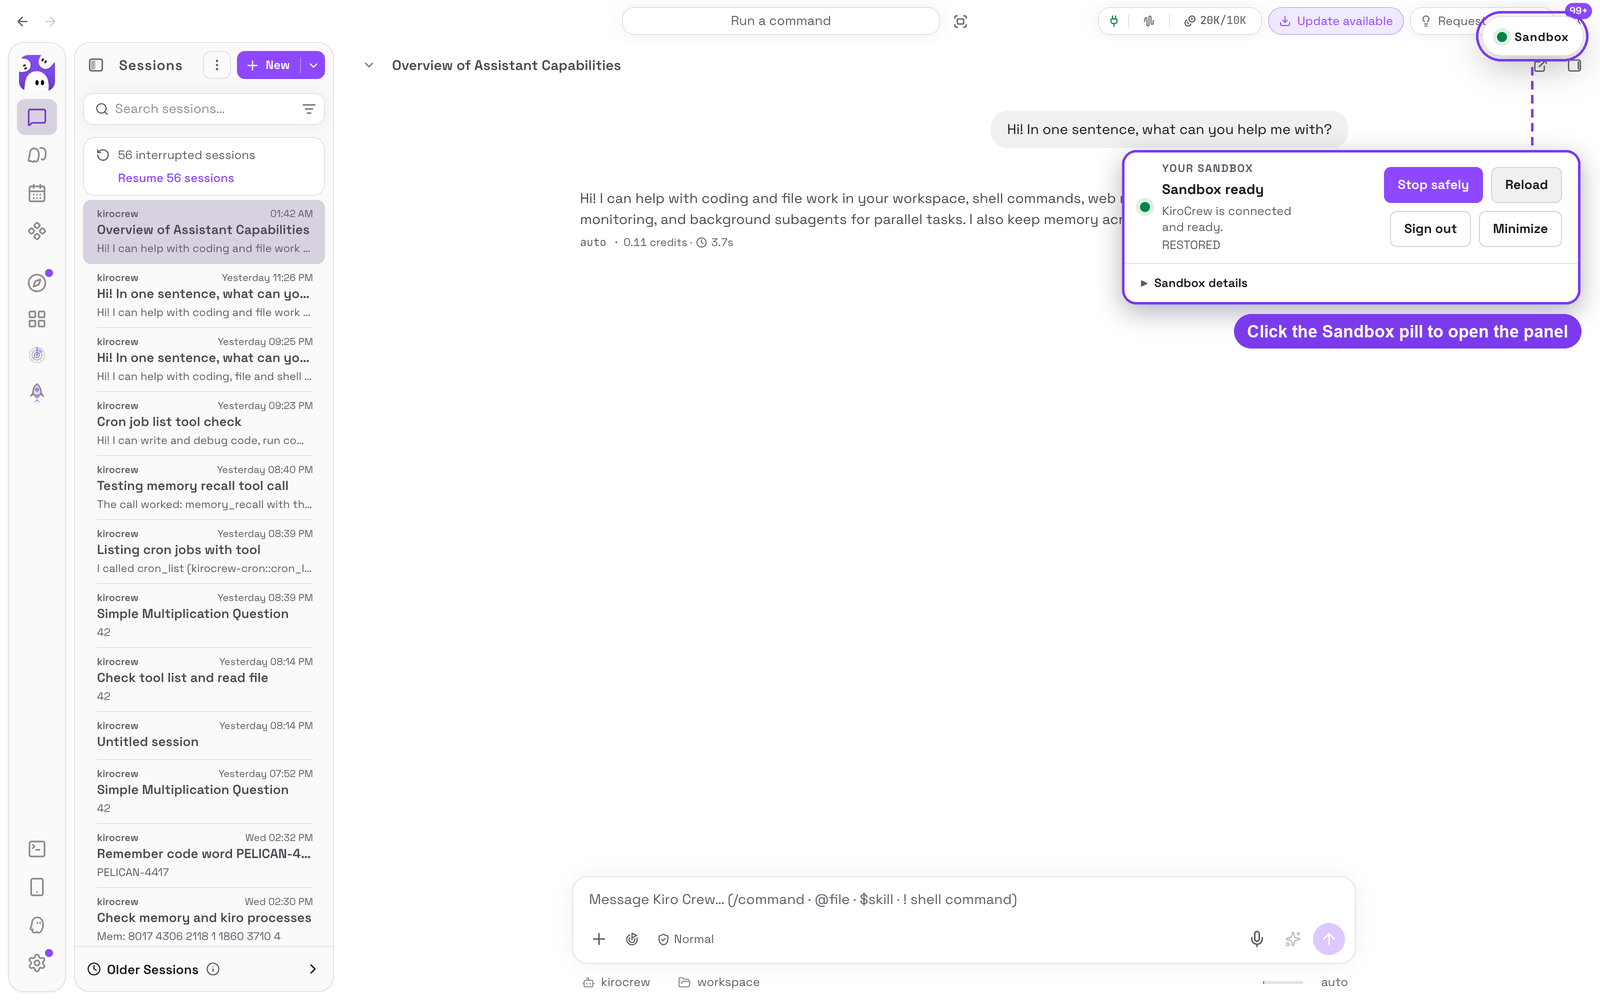 Run a command
20K/10K
Update available
Request
99+
Sandbox
Sessions
New
Search sessions...
56 interrupted sessions
Resume 56 sessions
kirocrew 01:42 AM
Overview of Assistant Capabilities
Hi! I can help with coding and file work ...
kirocrew Yesterday 11:26 PM
Hi! In one sentence, what can yo...
Hi! I can help with coding and file work ...
kirocrew Yesterday 09:25 PM
Hi! In one sentence, what can yo...
Hi! I can help with coding, file and shell ...
kirocrew Yesterday 09:23 PM
Cron job list tool check
Hi! I can write and debug code, run co...
kirocrew Yesterday 08:40 PM
Testing memory recall tool call
The call worked: memory_recall with th...
kirocrew Yesterday 08:39 PM
Listing cron jobs with tool
I called cron_list (kirocrew-cron::cron_l...
kirocrew Yesterday 08:39 PM
Simple Multiplication Question
42
kirocrew Yesterday 08:14 PM
Check tool list and read file
42
kirocrew Yesterday 08:14 PM
Untitled session
kirocrew Yesterday 07:52 PM
Simple Multiplication Question
42
kirocrew Wed 02:32 PM
Remember code word PELICAN-4...
PELICAN-4417
kirocrew Wed 02:30 PM
Check memory and kiro processes
Mem: 8017 4306 2118 1 1860 3710 4
Older Sessions
Overview of Assistant Capabilities
Hi! In one sentence, what can you help me with?
Hi! I can help with coding and file work in your workspace, shell commands, web
monitoring, and background subagents for parallel tasks. I also keep memory
auto · 0.11 credits · 3.7s
YOUR SANDBOX
Sandbox ready
KiroCrew is connected
and ready.
RESTORED
Stop safely
Reload
Sign out
Minimize
▶ Sandbox details
Click the Sandbox pill to open the panel
Message Kiro Crew... (/command · @file · $skill · ! shell command)
Normal
kirocrew
workspace
auto